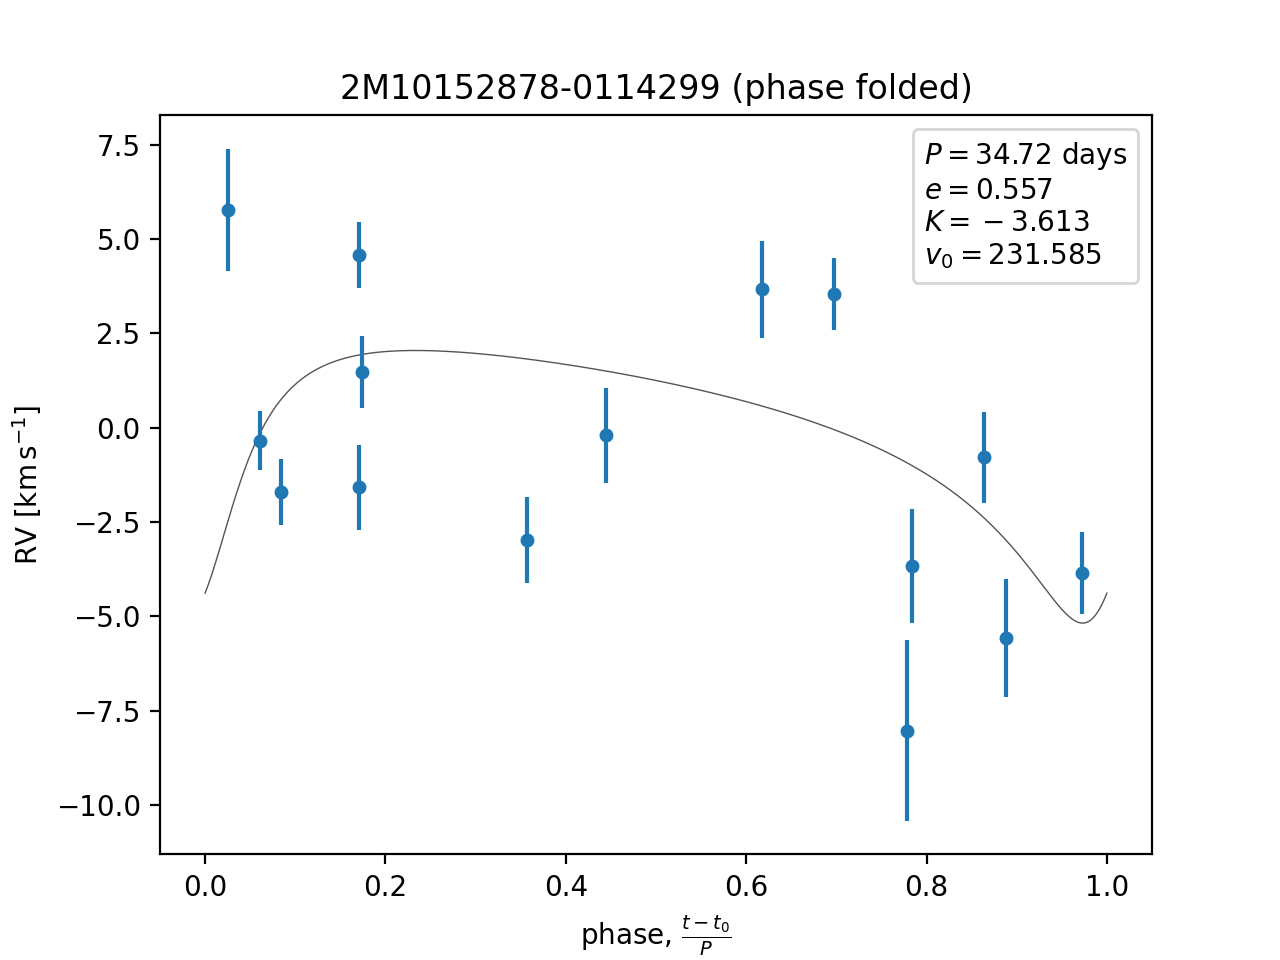 2M10152878-0114299 (phase folded)
P = 34.72 days
e = 0.557
K = −3.613
v₀ = 231.585
7.5
5.0
2.5
0.0
−2.5
−5.0
−7.5
−10.0
RV [km s⁻¹]
0.0 0.2 0.4 0.6 0.8 1.0
phase, (t − t₀)/P